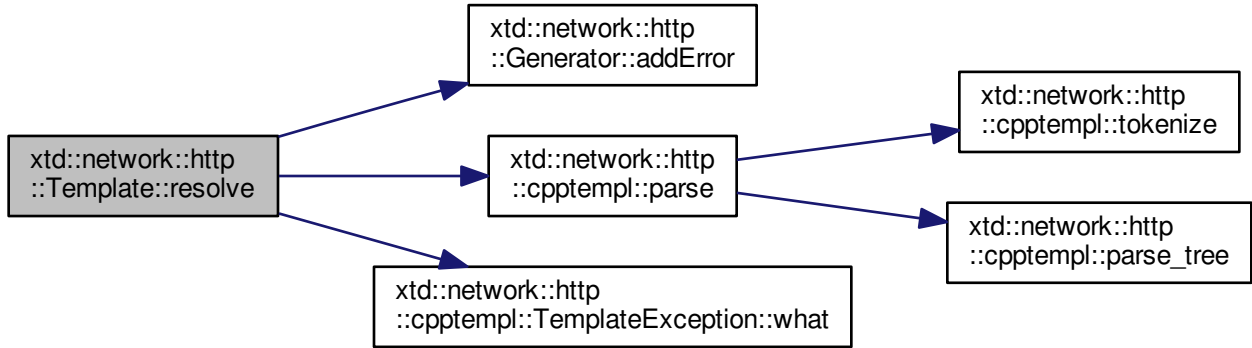 xtd::network::http
::Template::resolve
xtd::network::http
::Generator::addError
xtd::network::http
::cpptempl::parse
xtd::network::http
::cpptempl::TemplateException::what
xtd::network::http
::cpptempl::tokenize
xtd::network::http
::cpptempl::parse_tree